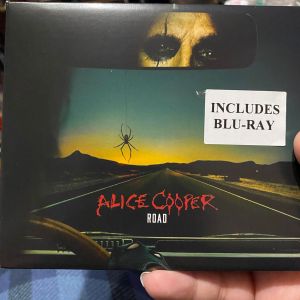 INCLUDES
BLU-RAY
ALICE COOPER
ROAD